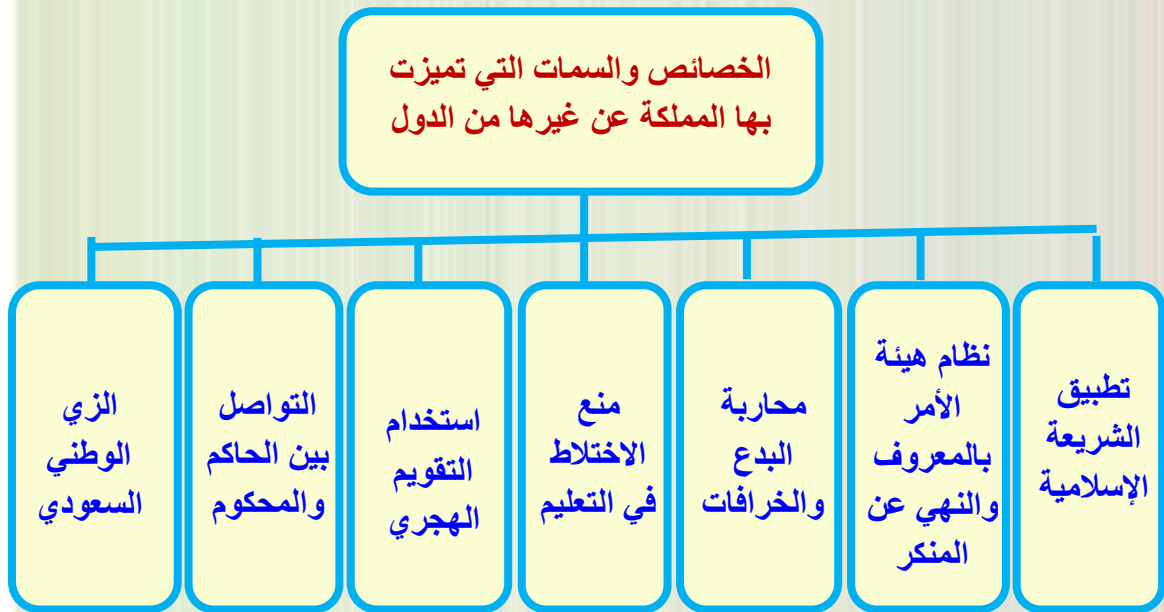 الخصائص والسمات التي تميزت
بها المملكة عن غيرها من الدول
تطبيق
الشريعة
الإسلامية
نظام هيئة
الأمر
بالمعروف
والنهي عن
المنكر
محاربة
البدع
والخرافات
منع
الاختلاط
في التعليم
استخدام
التقويم
الهجري
التواصل
بين الحاكم
والمحكوم
الزي
الوطني
السعودي